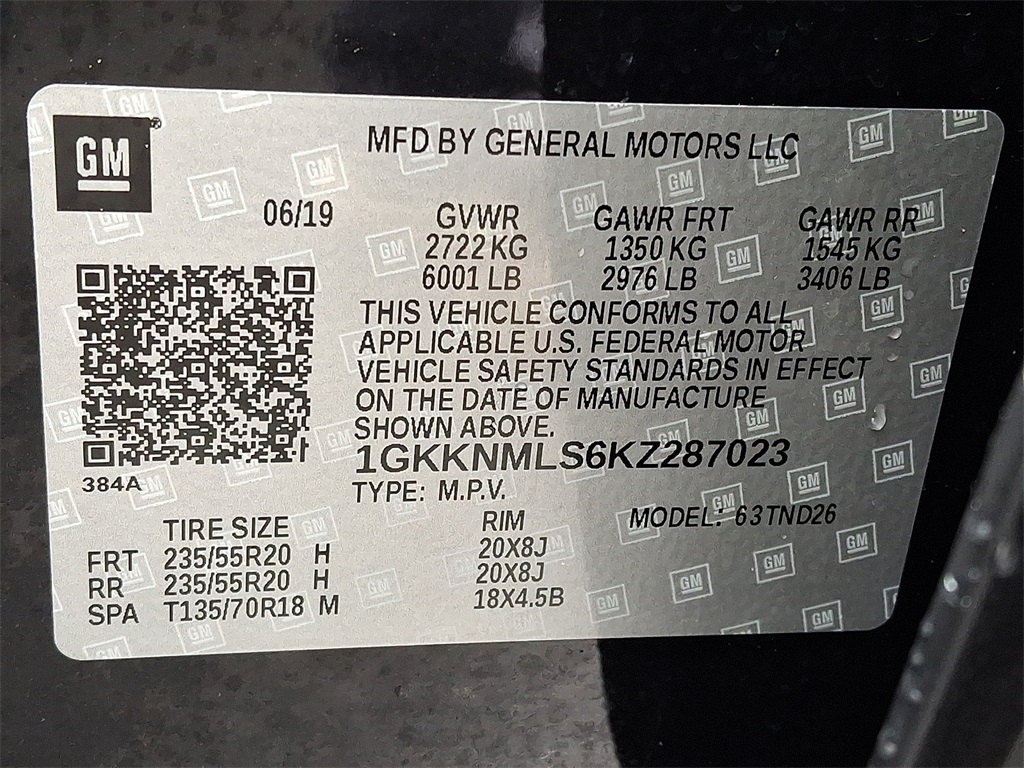 GM
MFD BY GENERAL MOTORS LLC
06/19 GVWR GAWR FRT GAWR RR
2722 KG 1350 KG 1545 KG
6001 LB 2976 LB 3406 LB
THIS VEHICLE CONFORMS TO ALL
APPLICABLE U.S. FEDERAL MOTOR
VEHICLE SAFETY STANDARDS IN EFFECT
ON THE DATE OF MANUFACTURE
SHOWN ABOVE.
1GKKNMLS6KZ287023
384A
TYPE: M.P.V.
TIRE SIZE RIM MODEL: 63TND26
FRT 235/55R20 H 20X8J
RR 235/55R20 H 20X8J
SPA T135/70R18 M 18X4.5B